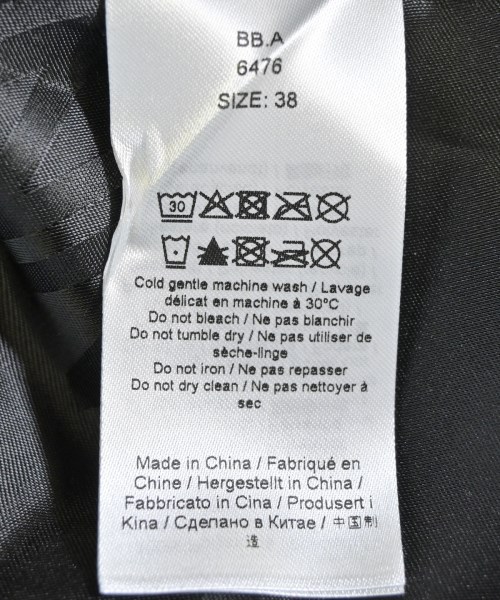 BB.A
6476
SIZE: 38
30
Cold gentle machine wash / Lavage
délicat en machine à 30°C
Do not bleach / Ne pas blanchir
Do not tumble dry / Ne pas utiliser de
sèche-linge
Do not iron / Ne pas repasser
Do not dry clean / Ne pas nettoyer à
sec
Made in China / Fabriqué en
Chine / Hergestellt in China /
Fabbricato in Cina / Produsert i
Kina / Сделано в Китае / 中国制
造